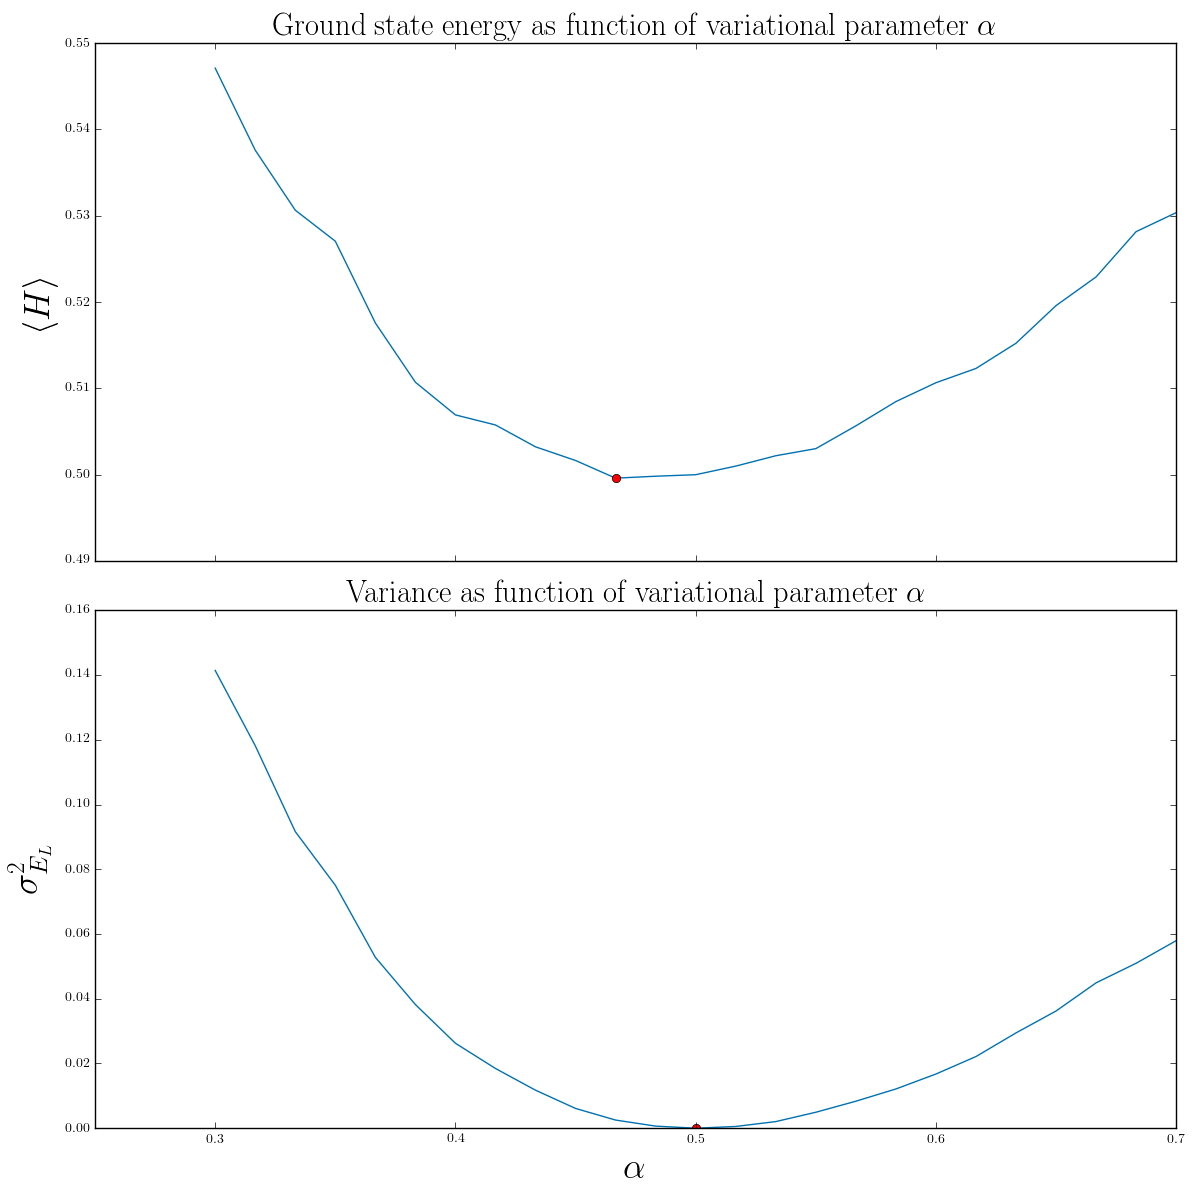 Ground state energy as function of variational parameter α
0.55
0.54
0.53
0.52
0.51
0.50
0.49
⟨H⟩
Variance as function of variational parameter α
0.16
0.14
0.12
0.10
0.08
0.06
0.04
0.02
0.00
σ²_{E_L}
0.3 0.4 0.5 0.6 0.7
α